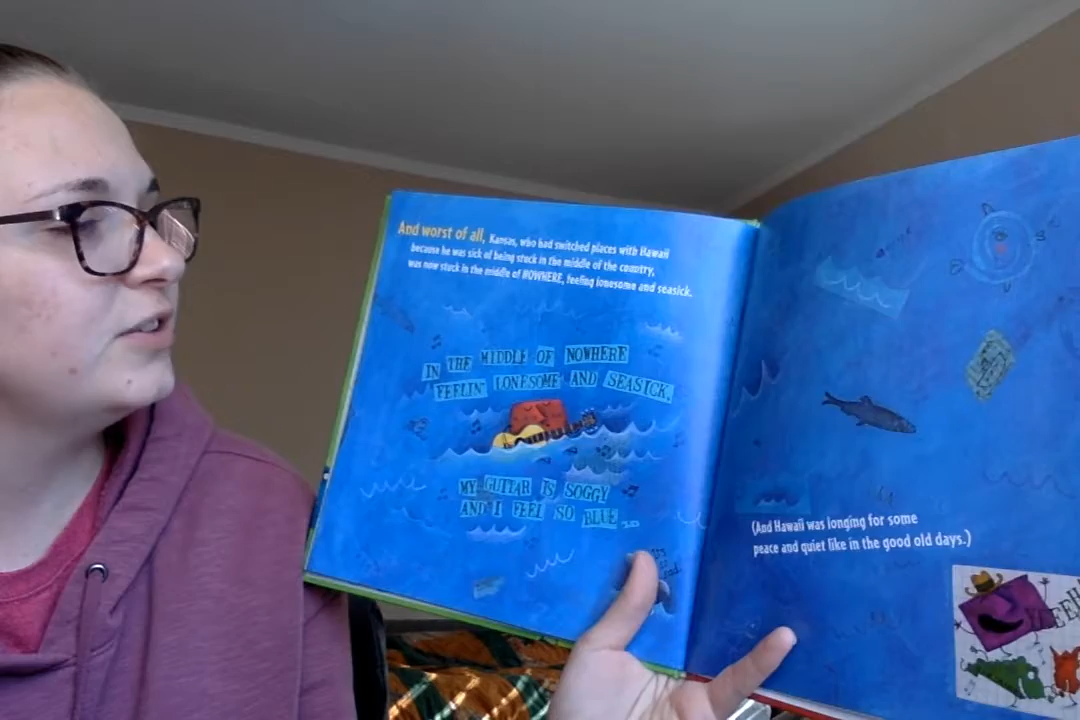 And worst of all, Kansas, who had switched places with Hawaii
because he was sick of being stuck in the middle of the country,
was now stuck in the middle of NOWHERE, feeling lonesome and seasick.
IN THE MIDDLE OF NOWHERE
FEELIN' LONESOME AND SEASICK.
MY GUITAR IS SOGGY
AND I FEEL SO BLUE...
(And Hawaii was longing for some
peace and quiet like in the good old days.)